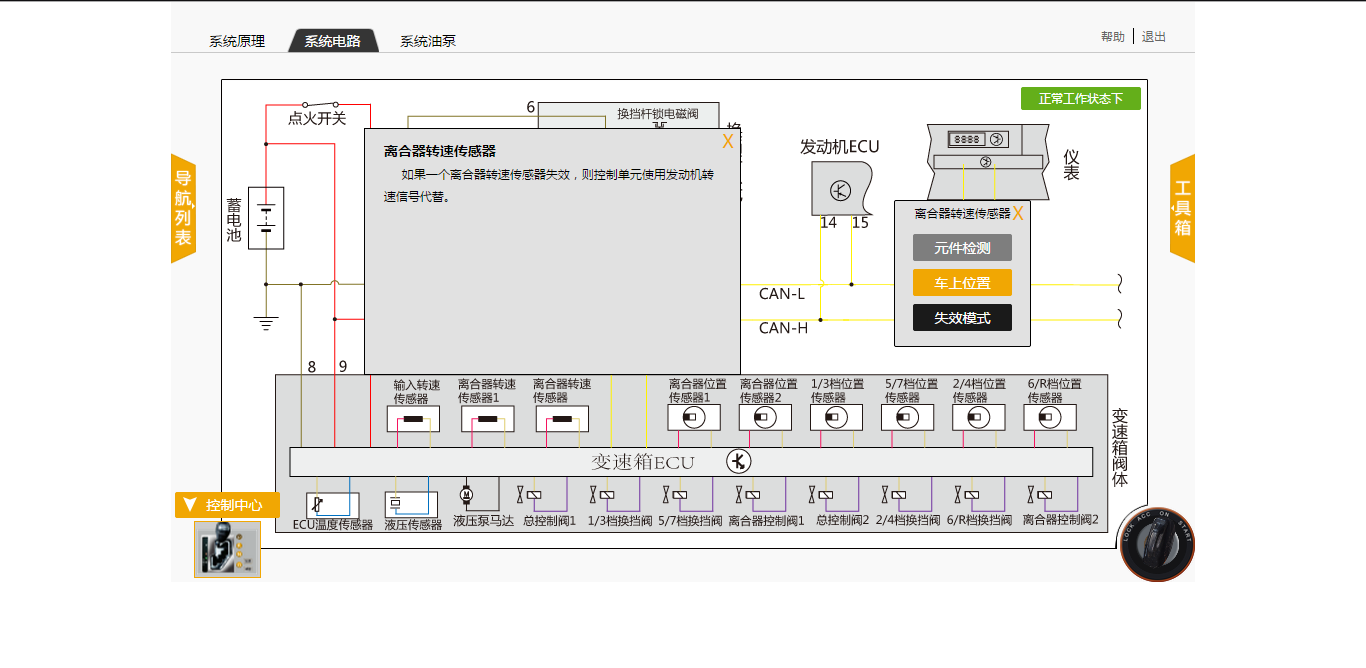 系统原理
系统电路
系统油泵
帮助
退出
正常工作状态下
点火开关
6
换挡杆锁电磁阀
发动机ECU
8888
仪表
离合器转速传感器
X
如果一个离合器转速传感器失效，则控制单元使用发动机转
速信号代替。
导航列表
工具箱
蓄电池
14
15
离合器转速传感器
X
元件检测
车上位置
失效模式
CAN-L
CAN-H
8
9
输入转速
传感器
离合器转速
传感器1
离合器转速
传感器
离合器位置
传感器1
离合器位置
传感器2
1/3档位置
传感器
5/7档位置
传感器
2/4档位置
传感器
6/R档位置
传感器
变速箱阀体
变速箱ECU
M
ECU温度传感器
液压传感器
液压泵马达
总控制阀1
1/3档换挡阀
5/7档换挡阀
离合器控制阀1
总控制阀2
2/4档换挡阀
6/R档换挡阀
离合器控制阀2
控制中心
LOCK ACC ON START